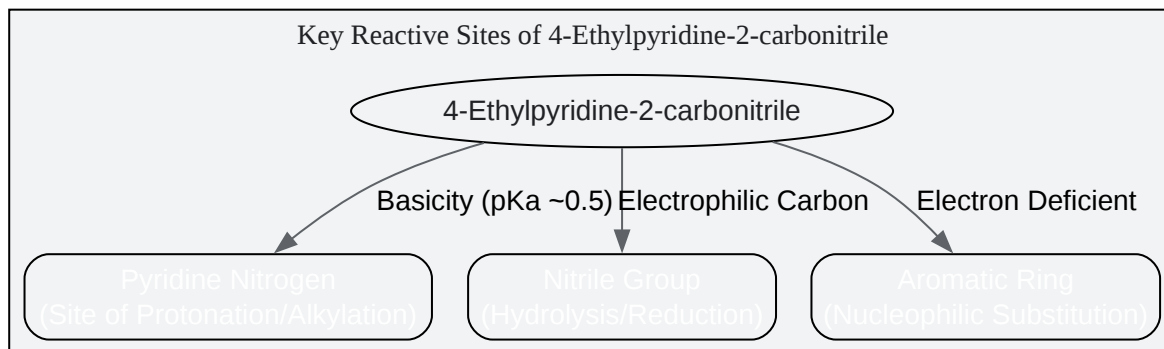 Key Reactive Sites of 4-Ethylpyridine-2-carbonitrile
4-Ethylpyridine-2-carbonitrile
Basicity (pKa ~0.5)
Electrophilic Carbon
Electron Deficient
Pyridine Nitrogen
(Site of Protonation/Alkylation)
Nitrile Group
(Hydrolysis/Reduction)
Aromatic Ring
(Nucleophilic Substitution)